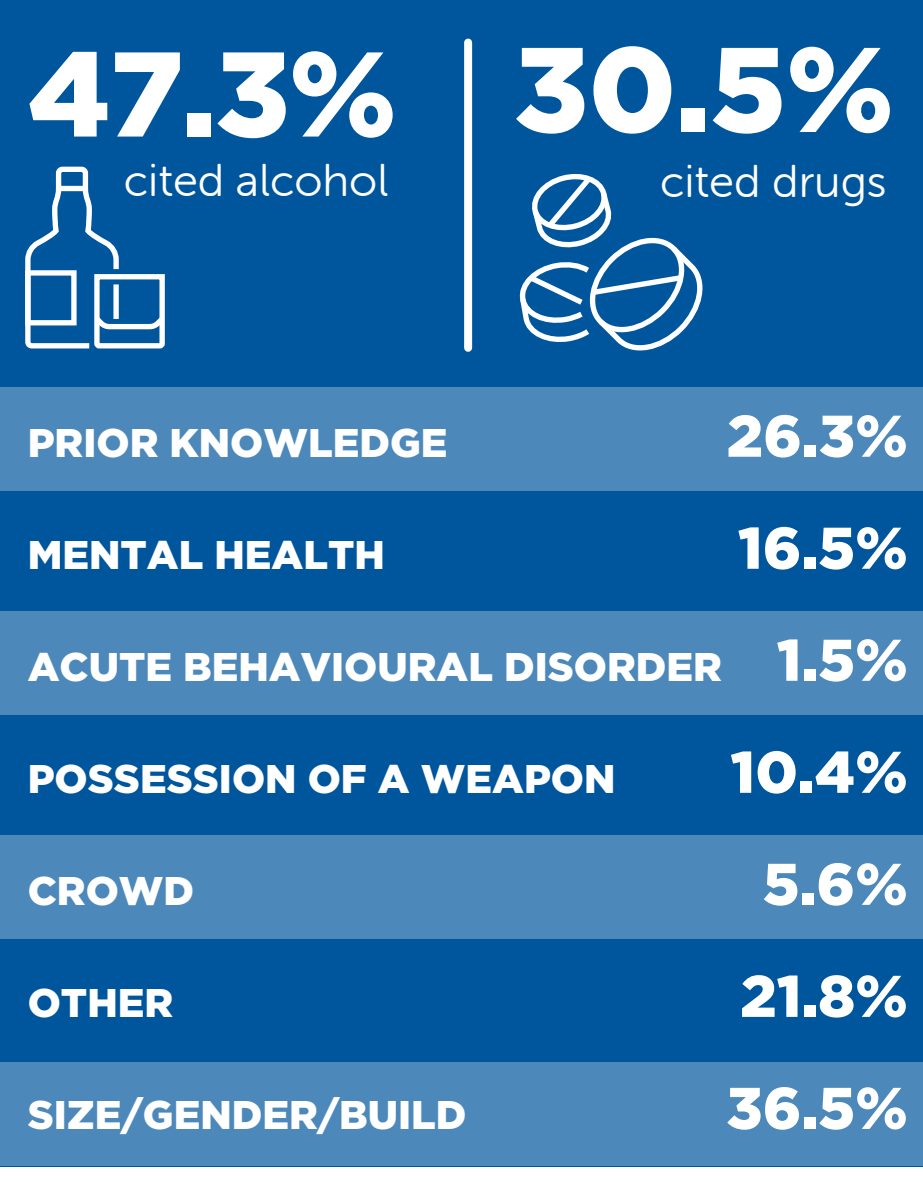 47.3%
cited alcohol
30.5%
cited drugs
PRIOR KNOWLEDGE 26.3%
MENTAL HEALTH 16.5%
ACUTE BEHAVIOURAL DISORDER 1.5%
POSSESSION OF A WEAPON 10.4%
CROWD 5.6%
OTHER 21.8%
SIZE/GENDER/BUILD 36.5%